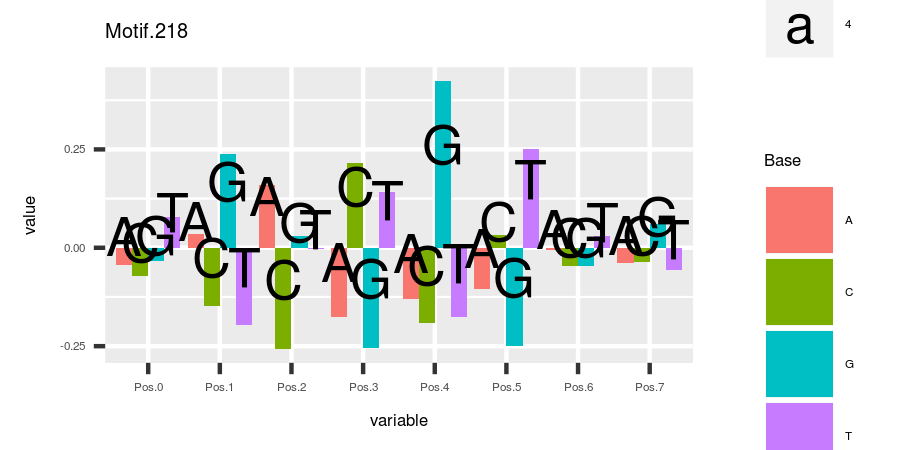 Motif.218
a 4
value
0.25
0.00
-0.25
A C G T A C G T A C G T A C G T A C G T A C G T A C G T A C G T
Pos.0 Pos.1 Pos.2 Pos.3 Pos.4 Pos.5 Pos.6 Pos.7
variable
Base
A
C
G
T